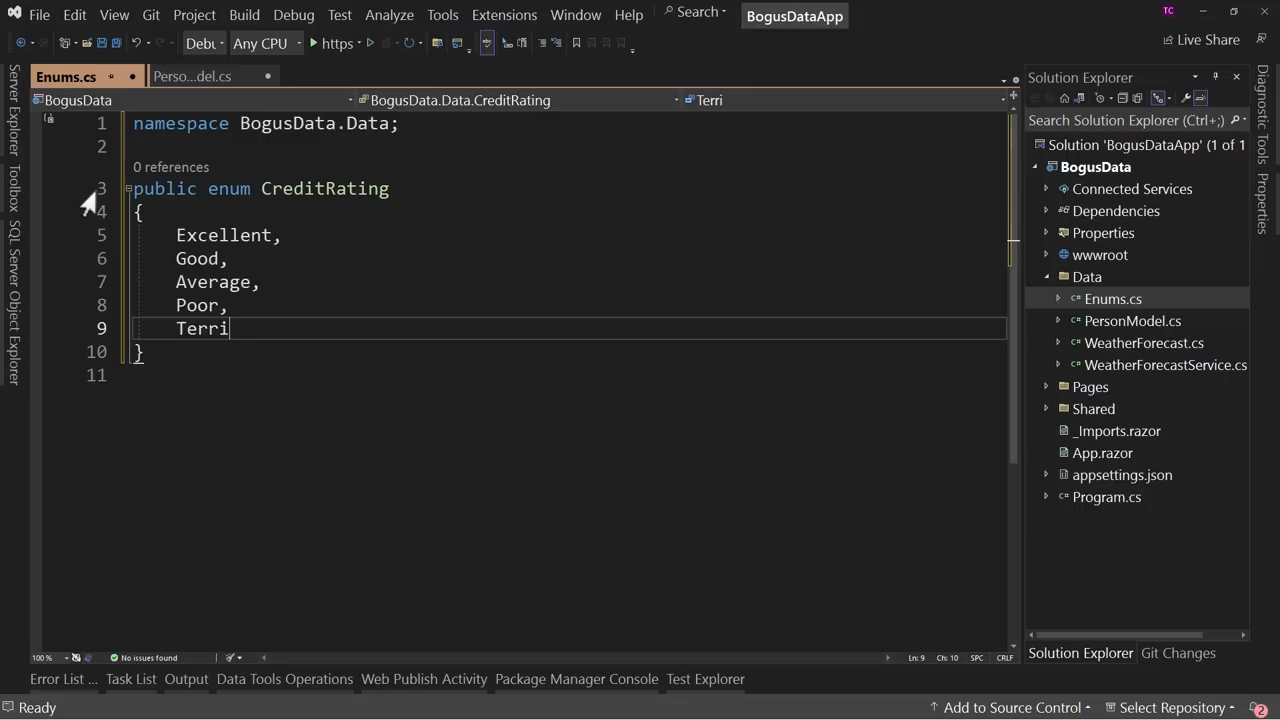 File Edit View Git Project Build Debug Test Analyze Tools Extensions Window Help Search BogusDataApp TC
Debu Any CPU https Live Share
Enums.cs Perso...del.cs
BogusData BogusData.Data.CreditRating Terri
1 namespace BogusData.Data;
2
0 references
3 public enum CreditRating
4 {
5 Excellent,
6 Good,
7 Average,
8 Poor,
9 Terri
10 }
11
100 % No issues found Ln: 9 Ch: 10 SPC CRLF
Server Explorer
Toolbox
SQL Server Object Explorer
Solution Explorer
Search Solution Explorer (Ctrl+;)
Solution 'BogusDataApp' (1 of 1
BogusData
Connected Services
Dependencies
Properties
wwwroot
Data
Enums.cs
PersonModel.cs
WeatherForecast.cs
WeatherForecastService.cs
Pages
Shared
_Imports.razor
App.razor
appsettings.json
Program.cs
Solution Explorer Git Changes
Diagnostic Tools
Properties
Error List ... Task List Output Data Tools Operations Web Publish Activity Package Manager Console Test Explorer
Ready Add to Source Control Select Repository 2